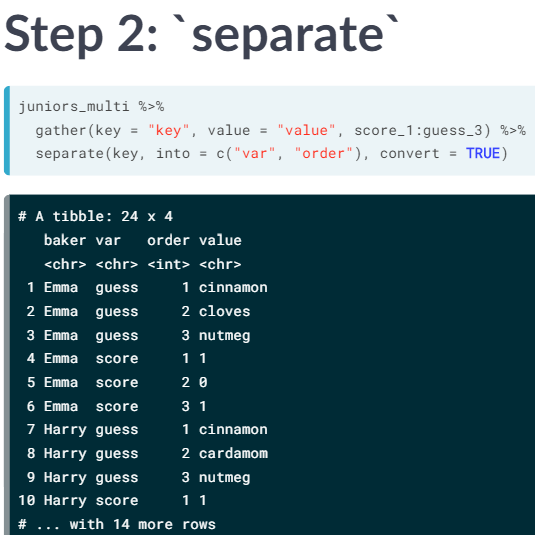 Step 2: `separate`
juniors_multi %>%
  gather(key = "key", value = "value", score_1:guess_3) %>%
  separate(key, into = c("var", "order"), convert = TRUE)
# A tibble: 24 x 4
   baker var   order value
   <chr> <chr> <int> <chr>
 1 Emma  guess     1 cinnamon
 2 Emma  guess     2 cloves
 3 Emma  guess     3 nutmeg
 4 Emma  score     1 1
 5 Emma  score     2 0
 6 Emma  score     3 1
 7 Harry guess     1 cinnamon
 8 Harry guess     2 cardamom
 9 Harry guess     3 nutmeg
10 Harry score     1 1
# ... with 14 more rows